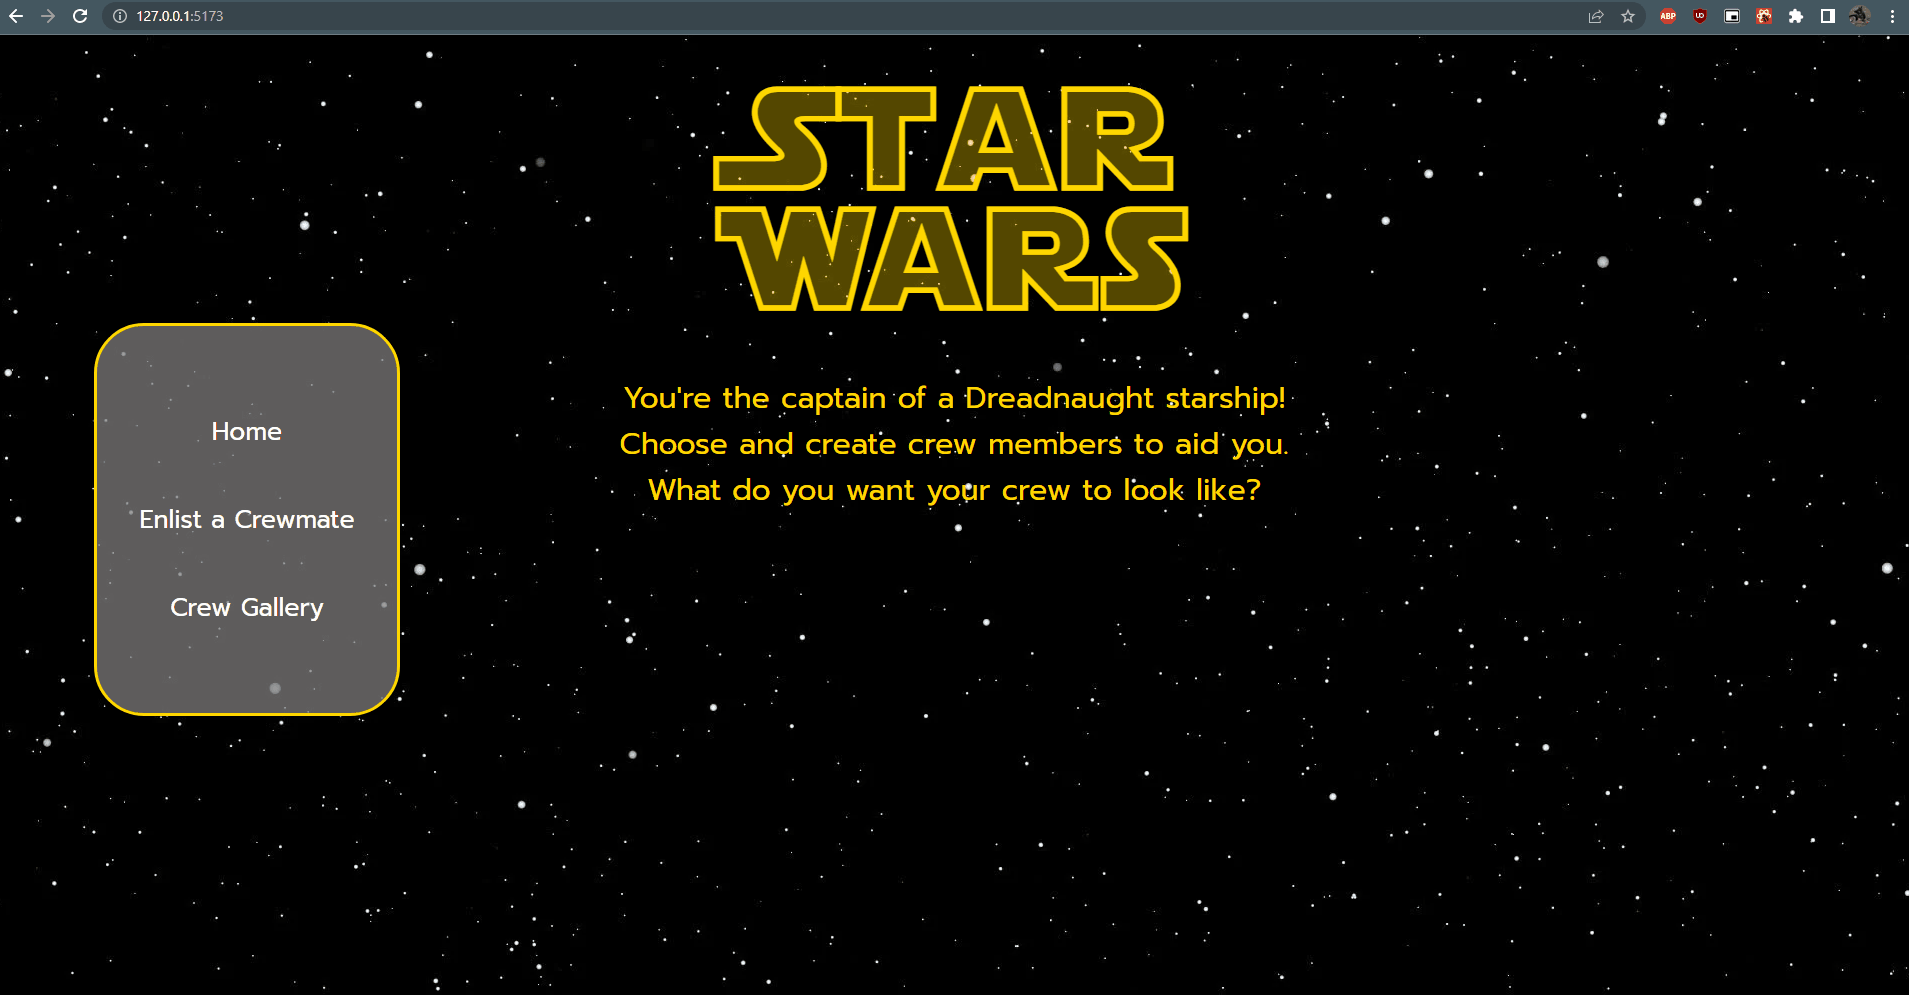 127.0.0.1:5173
ABP
UO
STAR
WARS
You're the captain of a Dreadnaught starship!
Choose and create crew members to aid you.
What do you want your crew to look like?
Home
Enlist a Crewmate
Crew Gallery